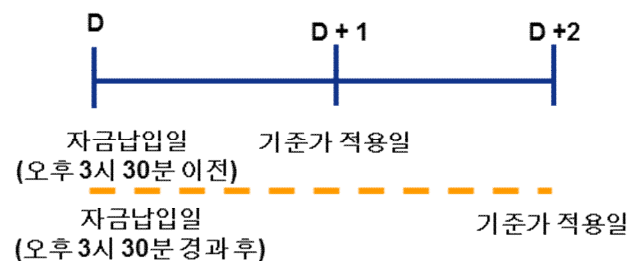 D D + 1 D +2
자금납입일 기준가 적용일
(오후 3시 30분 이전)
자금납입일 기준가 적용일
(오후 3시 30분 경과 후)